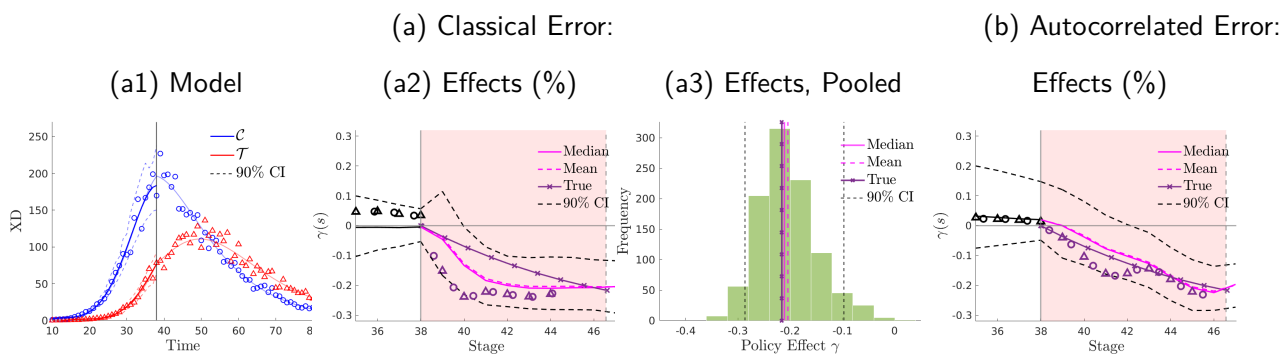 (a) Classical Error:
(b) Autocorrelated Error:
(a1) Model
(a2) Effects (%)
(a3) Effects, Pooled
Effects (%)
XD
250
200
150
100
50
0
10 20 30 40 50 60 70 80
Time
𝒞
𝒯
90% CI
γ(s)
0.3
0.2
0.1
0
-0.1
-0.2
-0.3
36 38 40 42 44 46
Stage
Median
Mean
True
90% CI
Frequency
300
250
200
150
100
50
0
-0.4 -0.3 -0.2 -0.1 0
Policy Effect γ
Median
Mean
True
90% CI
γ(s)
0.3
0.2
0.1
0
-0.1
-0.2
-0.3
36 38 40 42 44 46
Stage
Median
Mean
True
90% CI